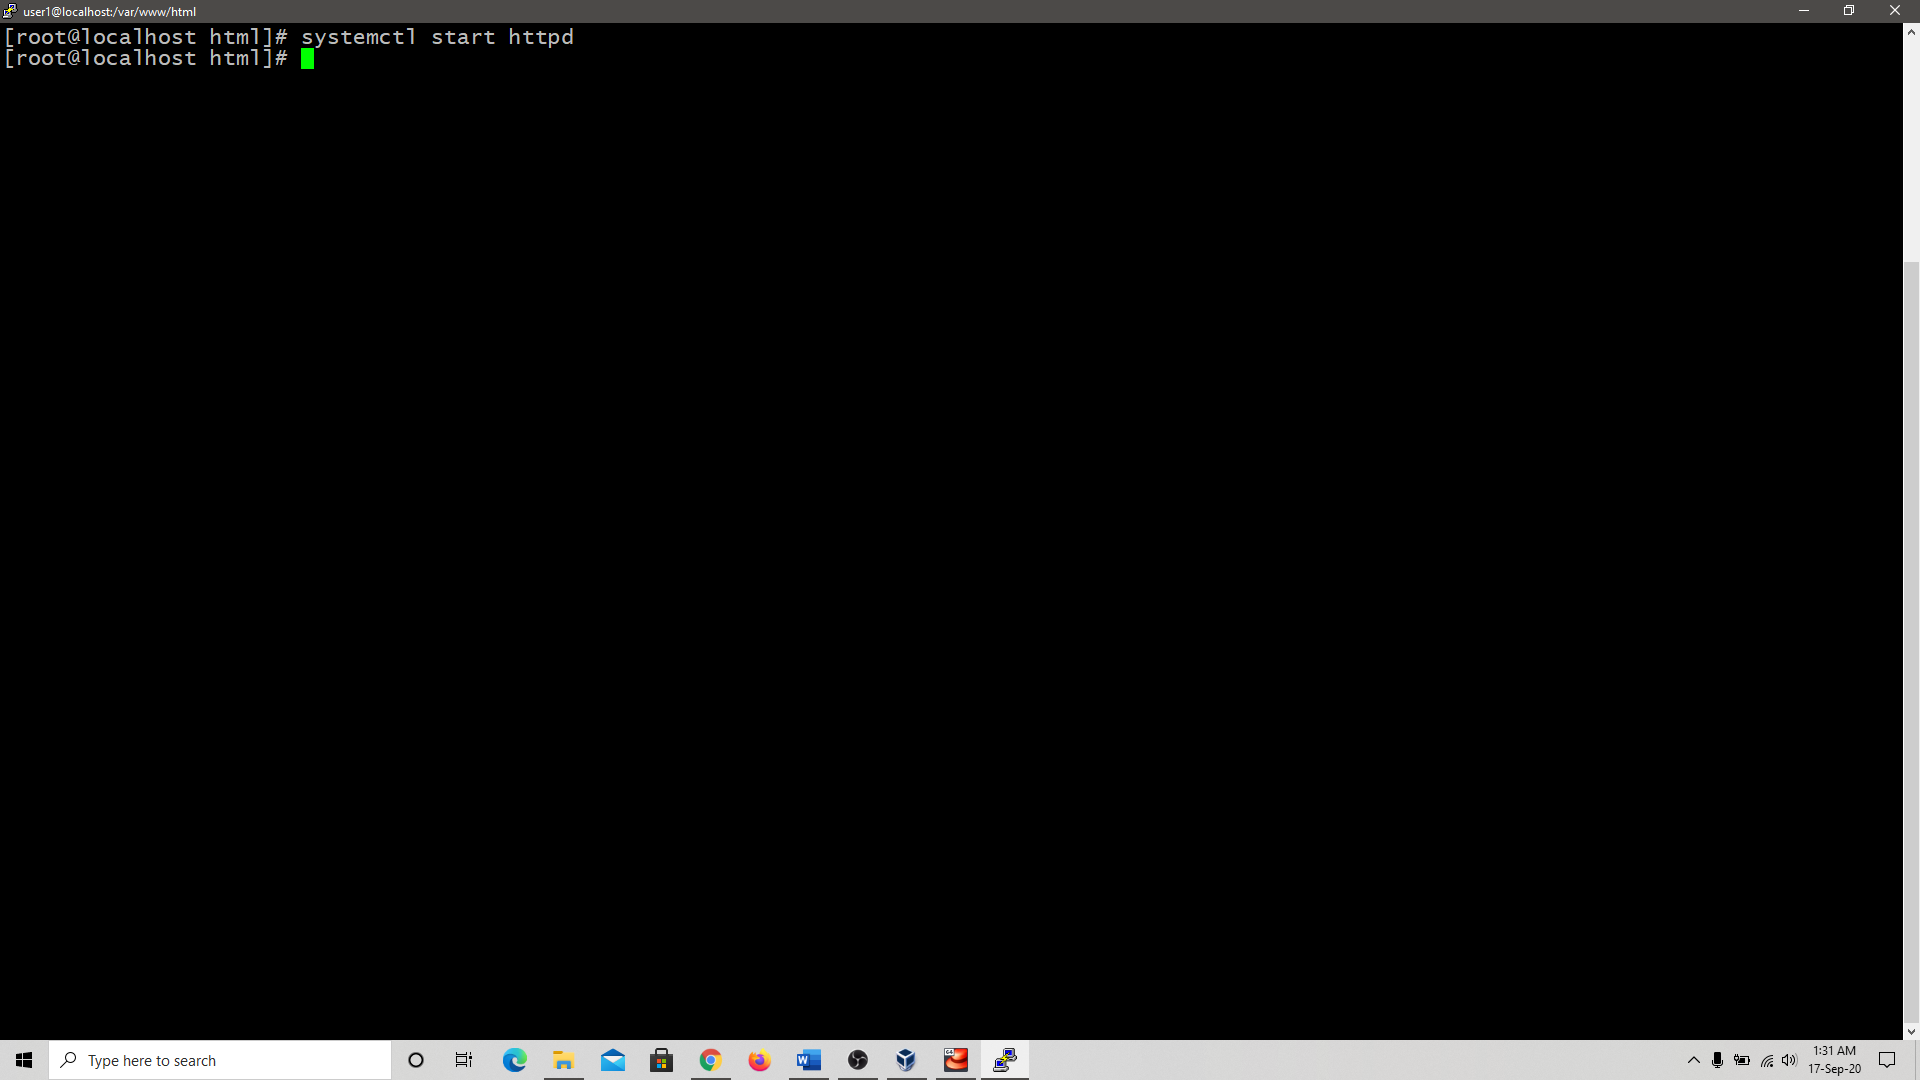 user1@localhost:/var/www/html
[root@localhost html]# systemctl start httpd
[root@localhost html]#
Type here to search
W
64
1:31 AM
17-Sep-20